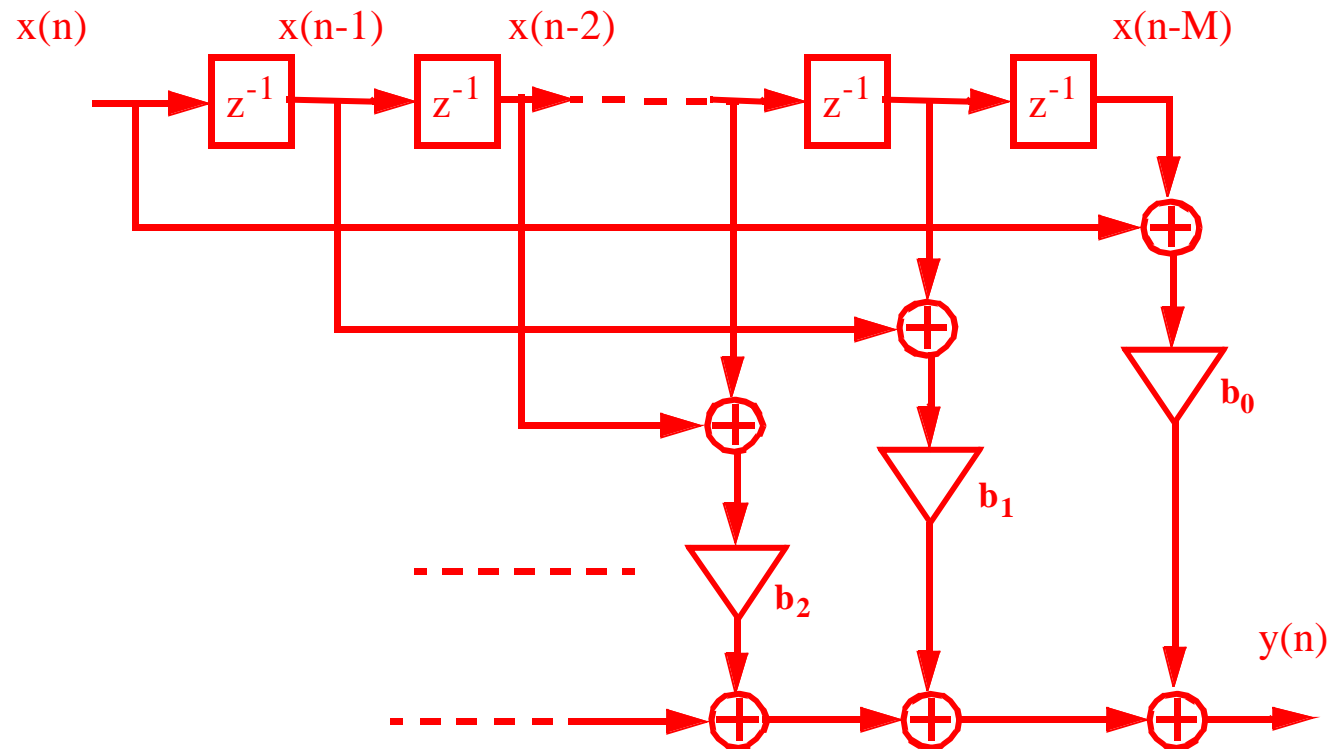 x(n) x(n-1) x(n-2) x(n-M)
z⁻¹ z⁻¹ z⁻¹ z⁻¹
b₀
b₁
b₂
y(n)